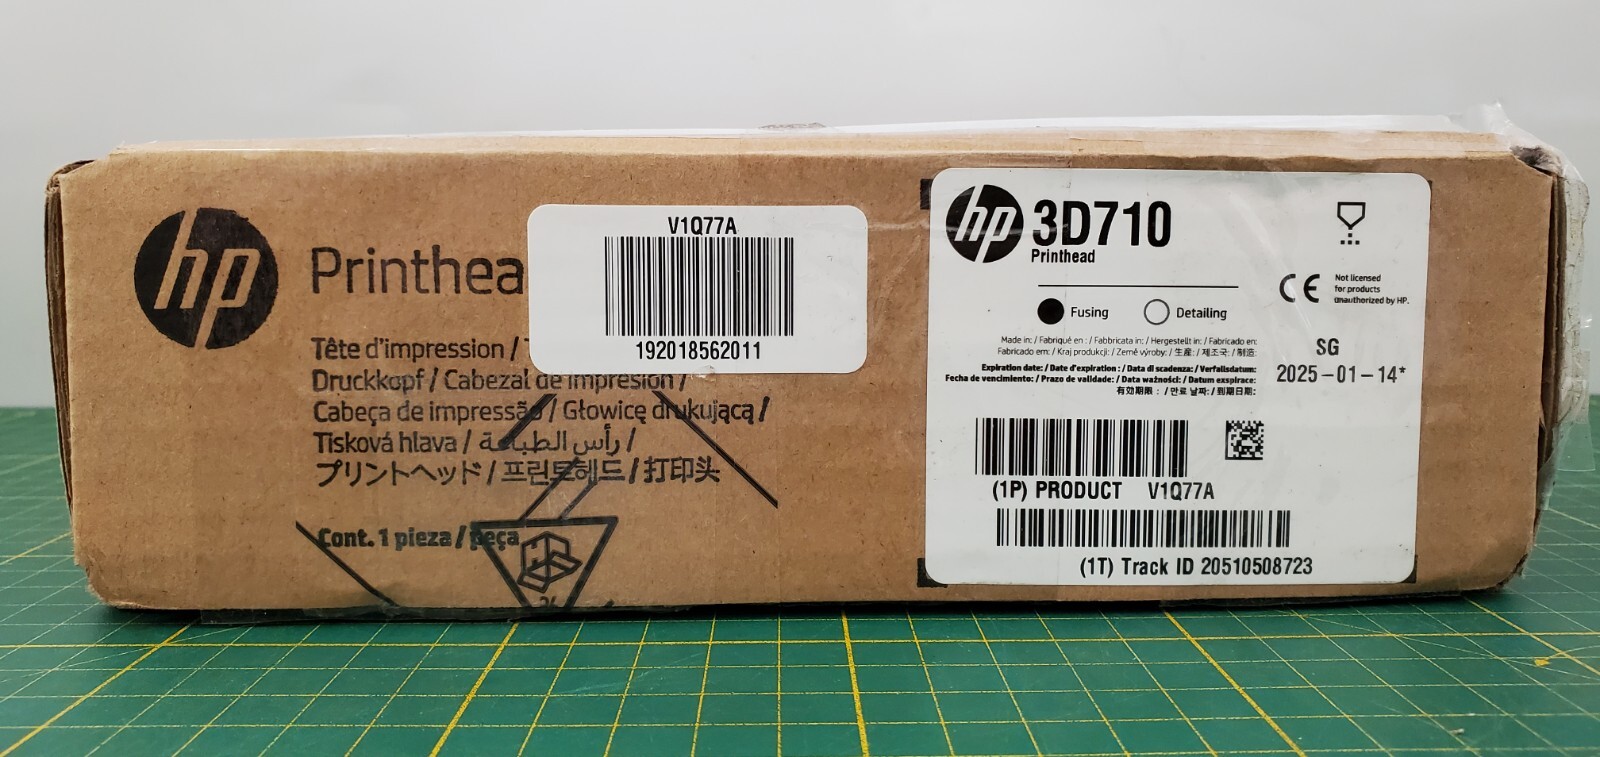 hp
Printhea
Tête d'impression /
Druckkopf / Cabezal de impresión /
Cabeça de impressão / Głowicę drukującą /
Tisková hlava / رأس الطباعة /
プリントヘッド / 프린트헤드 / 打印头
Cont. 1 pieza / peça
V1Q77A
192018562011
hp 3D710
Printhead
Fusing Detailing
CE Not licensed
for products
unauthorized by HP.
Made in: / Fabriqué en : / Fabbricata in: / Hergestellt in: / Fabricado en:
Fabricado em: / Kraj produkcji: / Země výroby: / 生産: / 제조국: / 制造:
SG
Expiration date: / Date d'expiration : / Data di scadenza: / Verfallsdatum:
Fecha de vencimiento: / Prazo de validade: / Data ważności: / Datum exspirace:
有効期限 : / 만료 날짜: / 到期日期:
2025-01-14*
(1P) PRODUCT V1Q77A
(1T) Track ID 20510508723